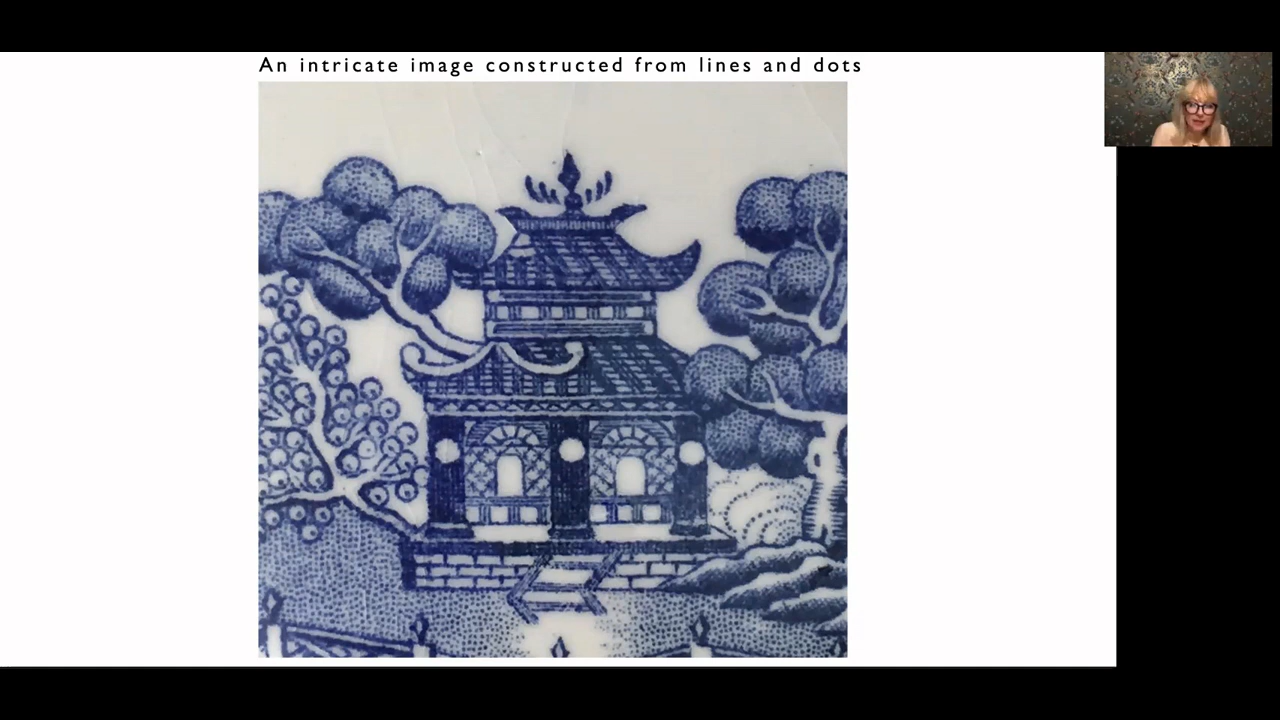 An intricate image constructed from lines and dots